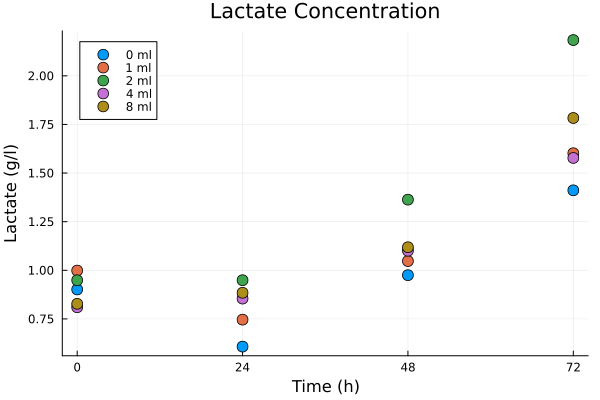 Lactate Concentration
0 ml
1 ml
2 ml
4 ml
8 ml
2.00
1.75
1.50
1.25
1.00
0.75
Lactate (g/l)
0
24
48
72
Time (h)